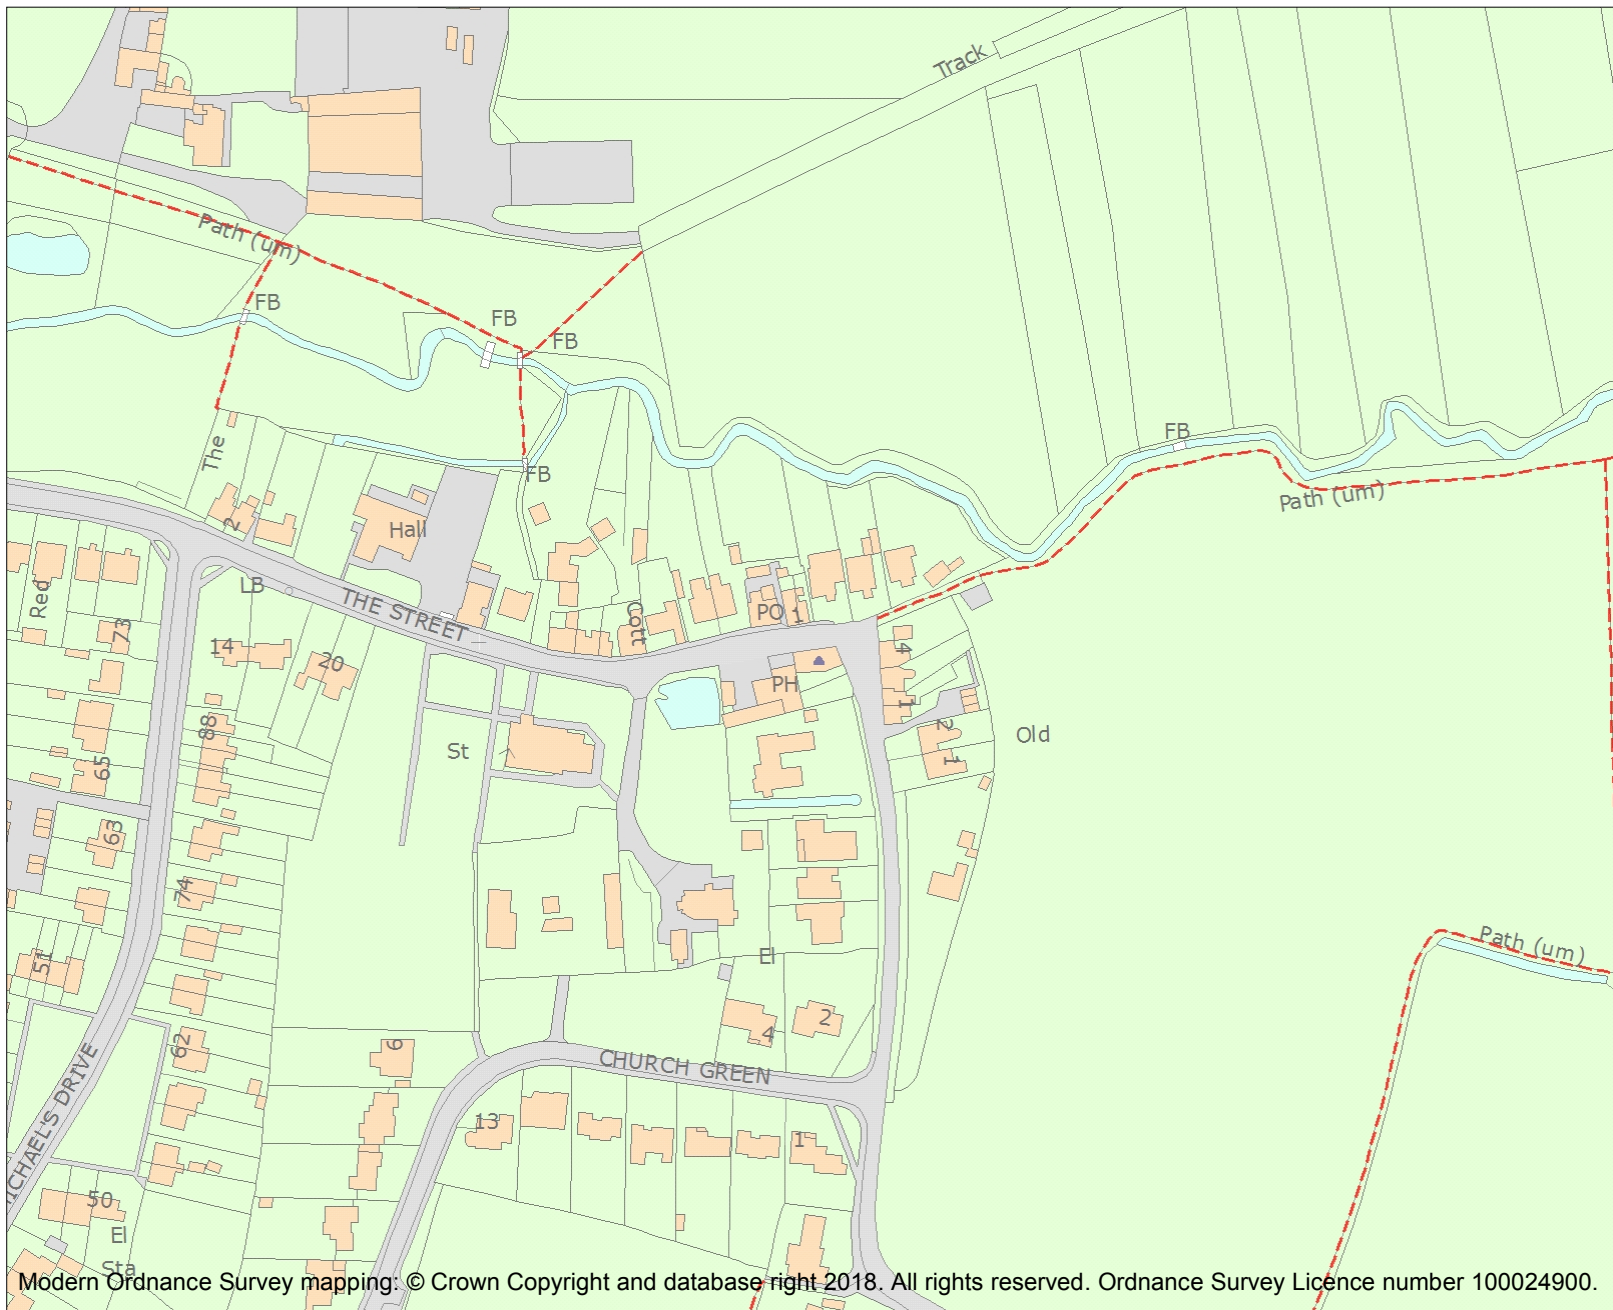 Track
Path (um)
FB
FB
FB
FB
FB
Path (um)
The
2
Hall
Red
LB
THE STREET
Cott
PO
1
73
14
20
4
PH
1
88
St
2
1
Old
65
63
74
El
Path (um)
51
2
4
62
6
CHURCH GREEN
13
1
ICHAEL'S DRIVE
50
El
Sta
Modern Ordnance Survey mapping: © Crown Copyright and database right 2018. All rights reserved. Ordnance Survey Licence number 100024900.